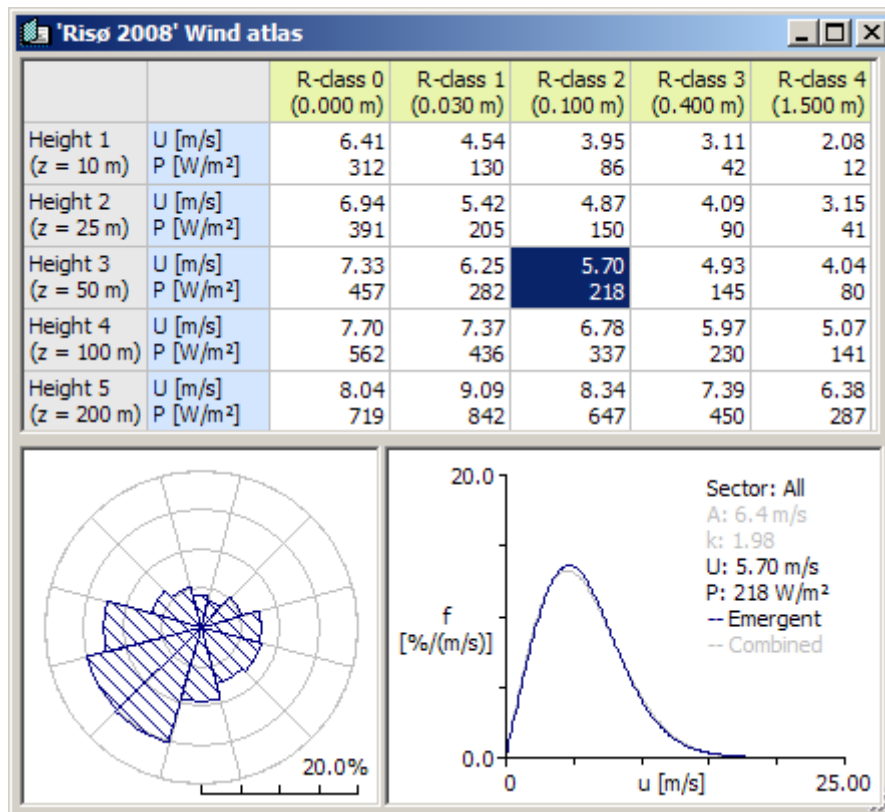 'Risø 2008' Wind atlas
R-class 0 R-class 1 R-class 2 R-class 3 R-class 4
(0.000 m) (0.030 m) (0.100 m) (0.400 m) (1.500 m)
Height 1 U [m/s] 6.41 4.54 3.95 3.11 2.08
(z = 10 m) P [W/m²] 312 130 86 42 12
Height 2 U [m/s] 6.94 5.42 4.87 4.09 3.15
(z = 25 m) P [W/m²] 391 205 150 90 41
Height 3 U [m/s] 7.33 6.25 5.70 4.93 4.04
(z = 50 m) P [W/m²] 457 282 218 145 80
Height 4 U [m/s] 7.70 7.37 6.78 5.97 5.07
(z = 100 m) P [W/m²] 562 436 337 230 141
Height 5 U [m/s] 8.04 9.09 8.34 7.39 6.38
(z = 200 m) P [W/m²] 719 842 647 450 287
20.0%
20.0
f
[%/(m/s)]
0.0
0 u [m/s] 25.00
Sector: All
A: 6.4 m/s
k: 1.98
U: 5.70 m/s
P: 218 W/m²
-- Emergent
-- Combined